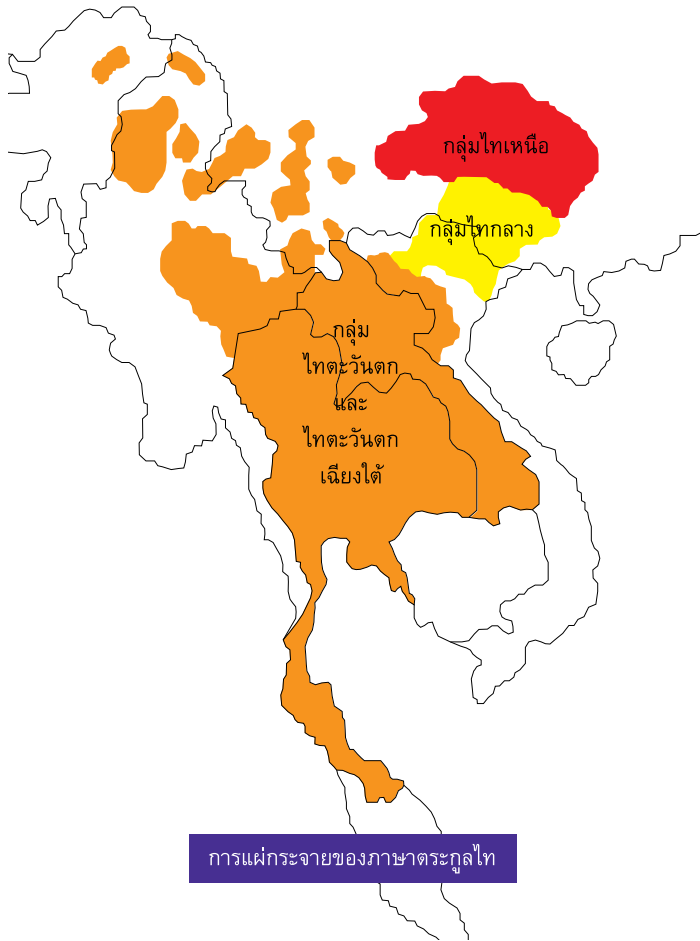 กลุ่มไทเหนือ
กลุ่มไทกลาง
กลุ่ม
ไทตะวันตก
และ
ไทตะวันตก
เฉียงใต้
การแผ่กระจายของภาษาตระกูลไท